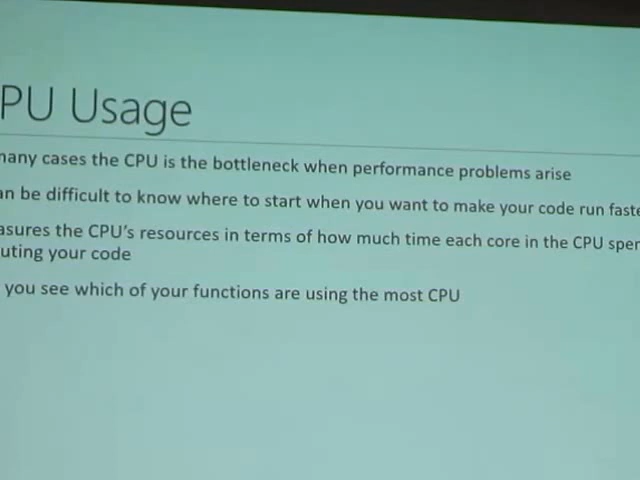 PU Usage
many cases the CPU is the bottleneck when performance problems arise
an be difficult to know where to start when you want to make your code run faste
asures the CPU's resources in terms of how much time each core in the CPU spen
uting your code
you see which of your functions are using the most CPU